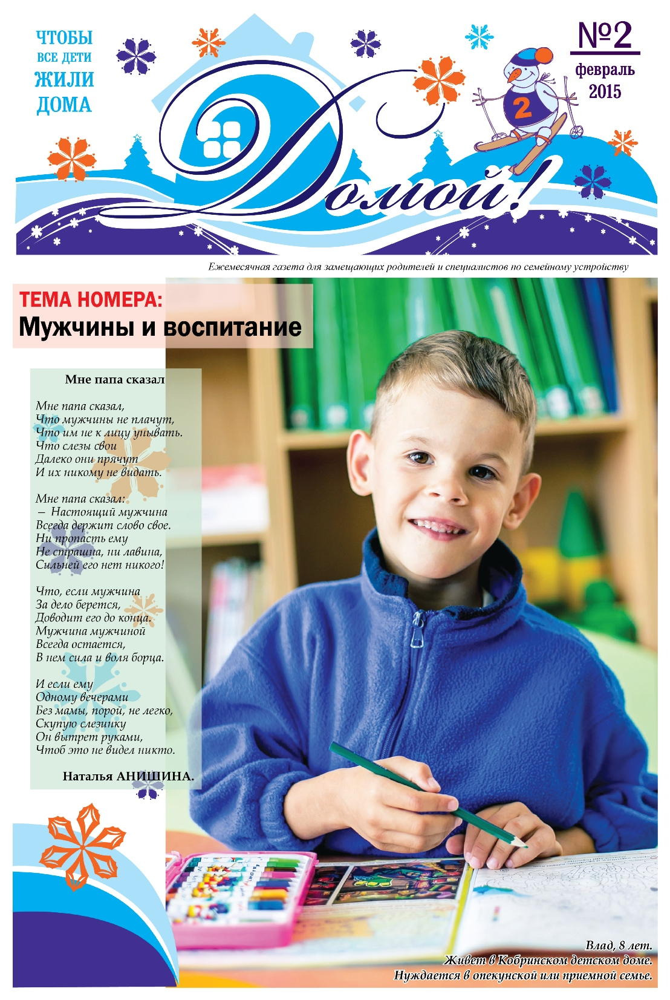 ЧТОБЫ
ВСЕ ДЕТИ
ЖИЛИ
ДОМА
№2
февраль
2015
2
Домой!
Ежемесячная газета для замещающих родителей и специалистов по семейному устройству
ТЕМА НОМЕРА:
Мужчины и воспитание
Мне папа сказал
Мне папа сказал,
Что мужчины не плачут,
Что им не к лицу унывать.
Что слезы свои
Далеко они прячут
И их никому не видать.
Мне папа сказал:
– Настоящий мужчина
Всегда держит слово свое.
Ни пропасть ему
Не страшна, ни лавина,
Сильней его нет никого!
Что, если мужчина
За дело берется,
Доводит его до конца.
Мужчина мужчиной
Всегда остается,
В нем сила и воля борца.
И если ему
Одному вечерами
Без мамы, порой, не легко,
Скупую слезинку
Он вытрет руками,
Чтоб это не видел никто.
Наталья АНИШИНА.
Влад, 8 лет.
Живет в Кобринском детском доме.
Нуждается в опекунской или приемной семье.